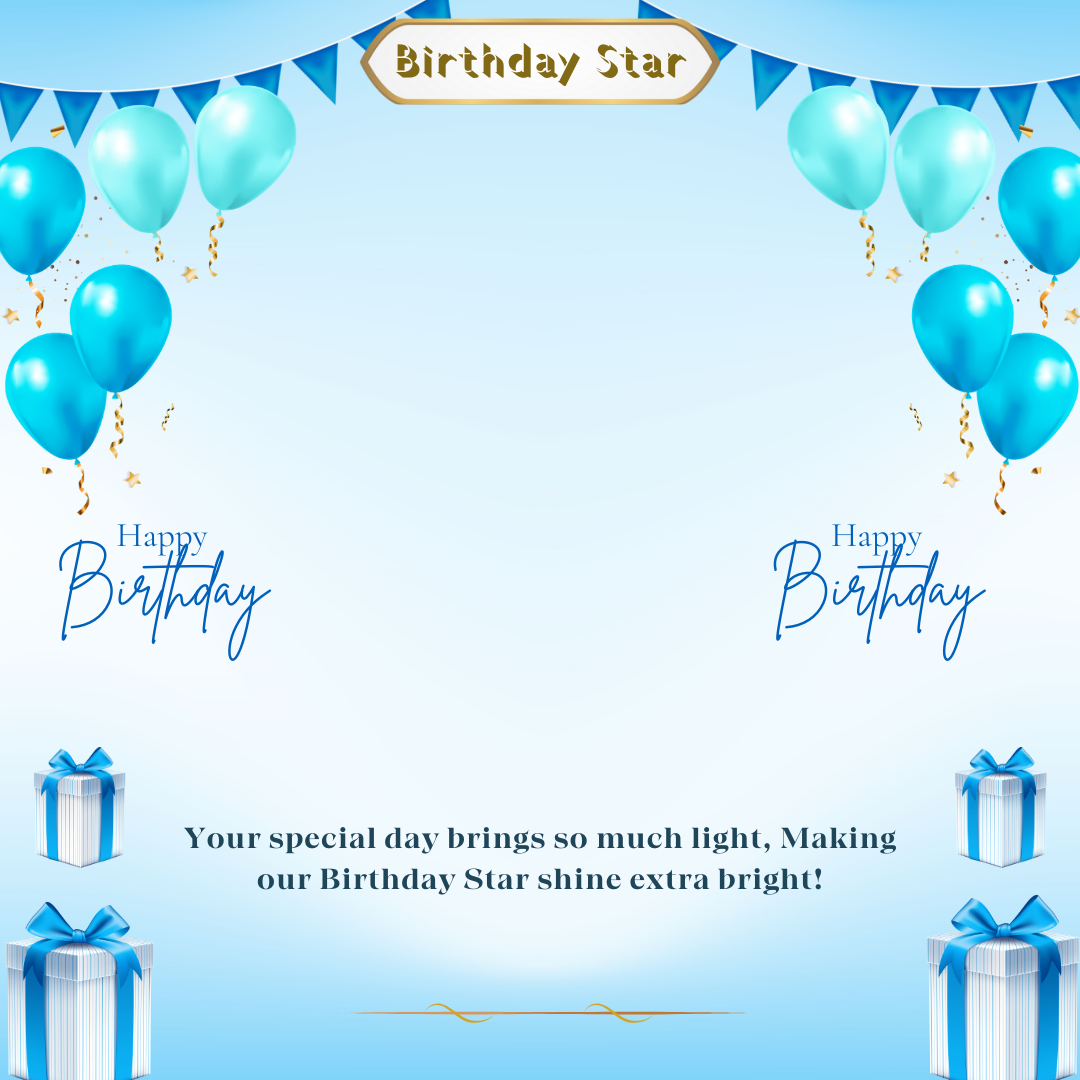 Birthday Star
Happy
Birthday
Happy
Birthday
Your special day brings so much light, Making
our Birthday Star shine extra bright!